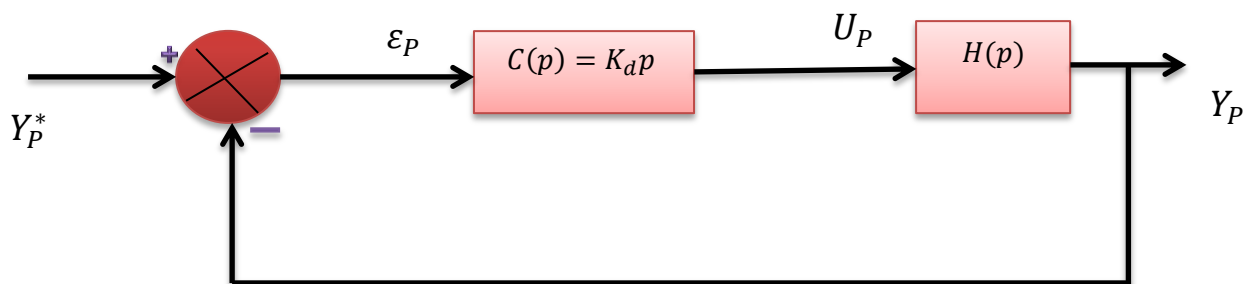 +
Y_P^*
−
ε_P
C(p) = K_d p
U_P
H(p)
Y_P